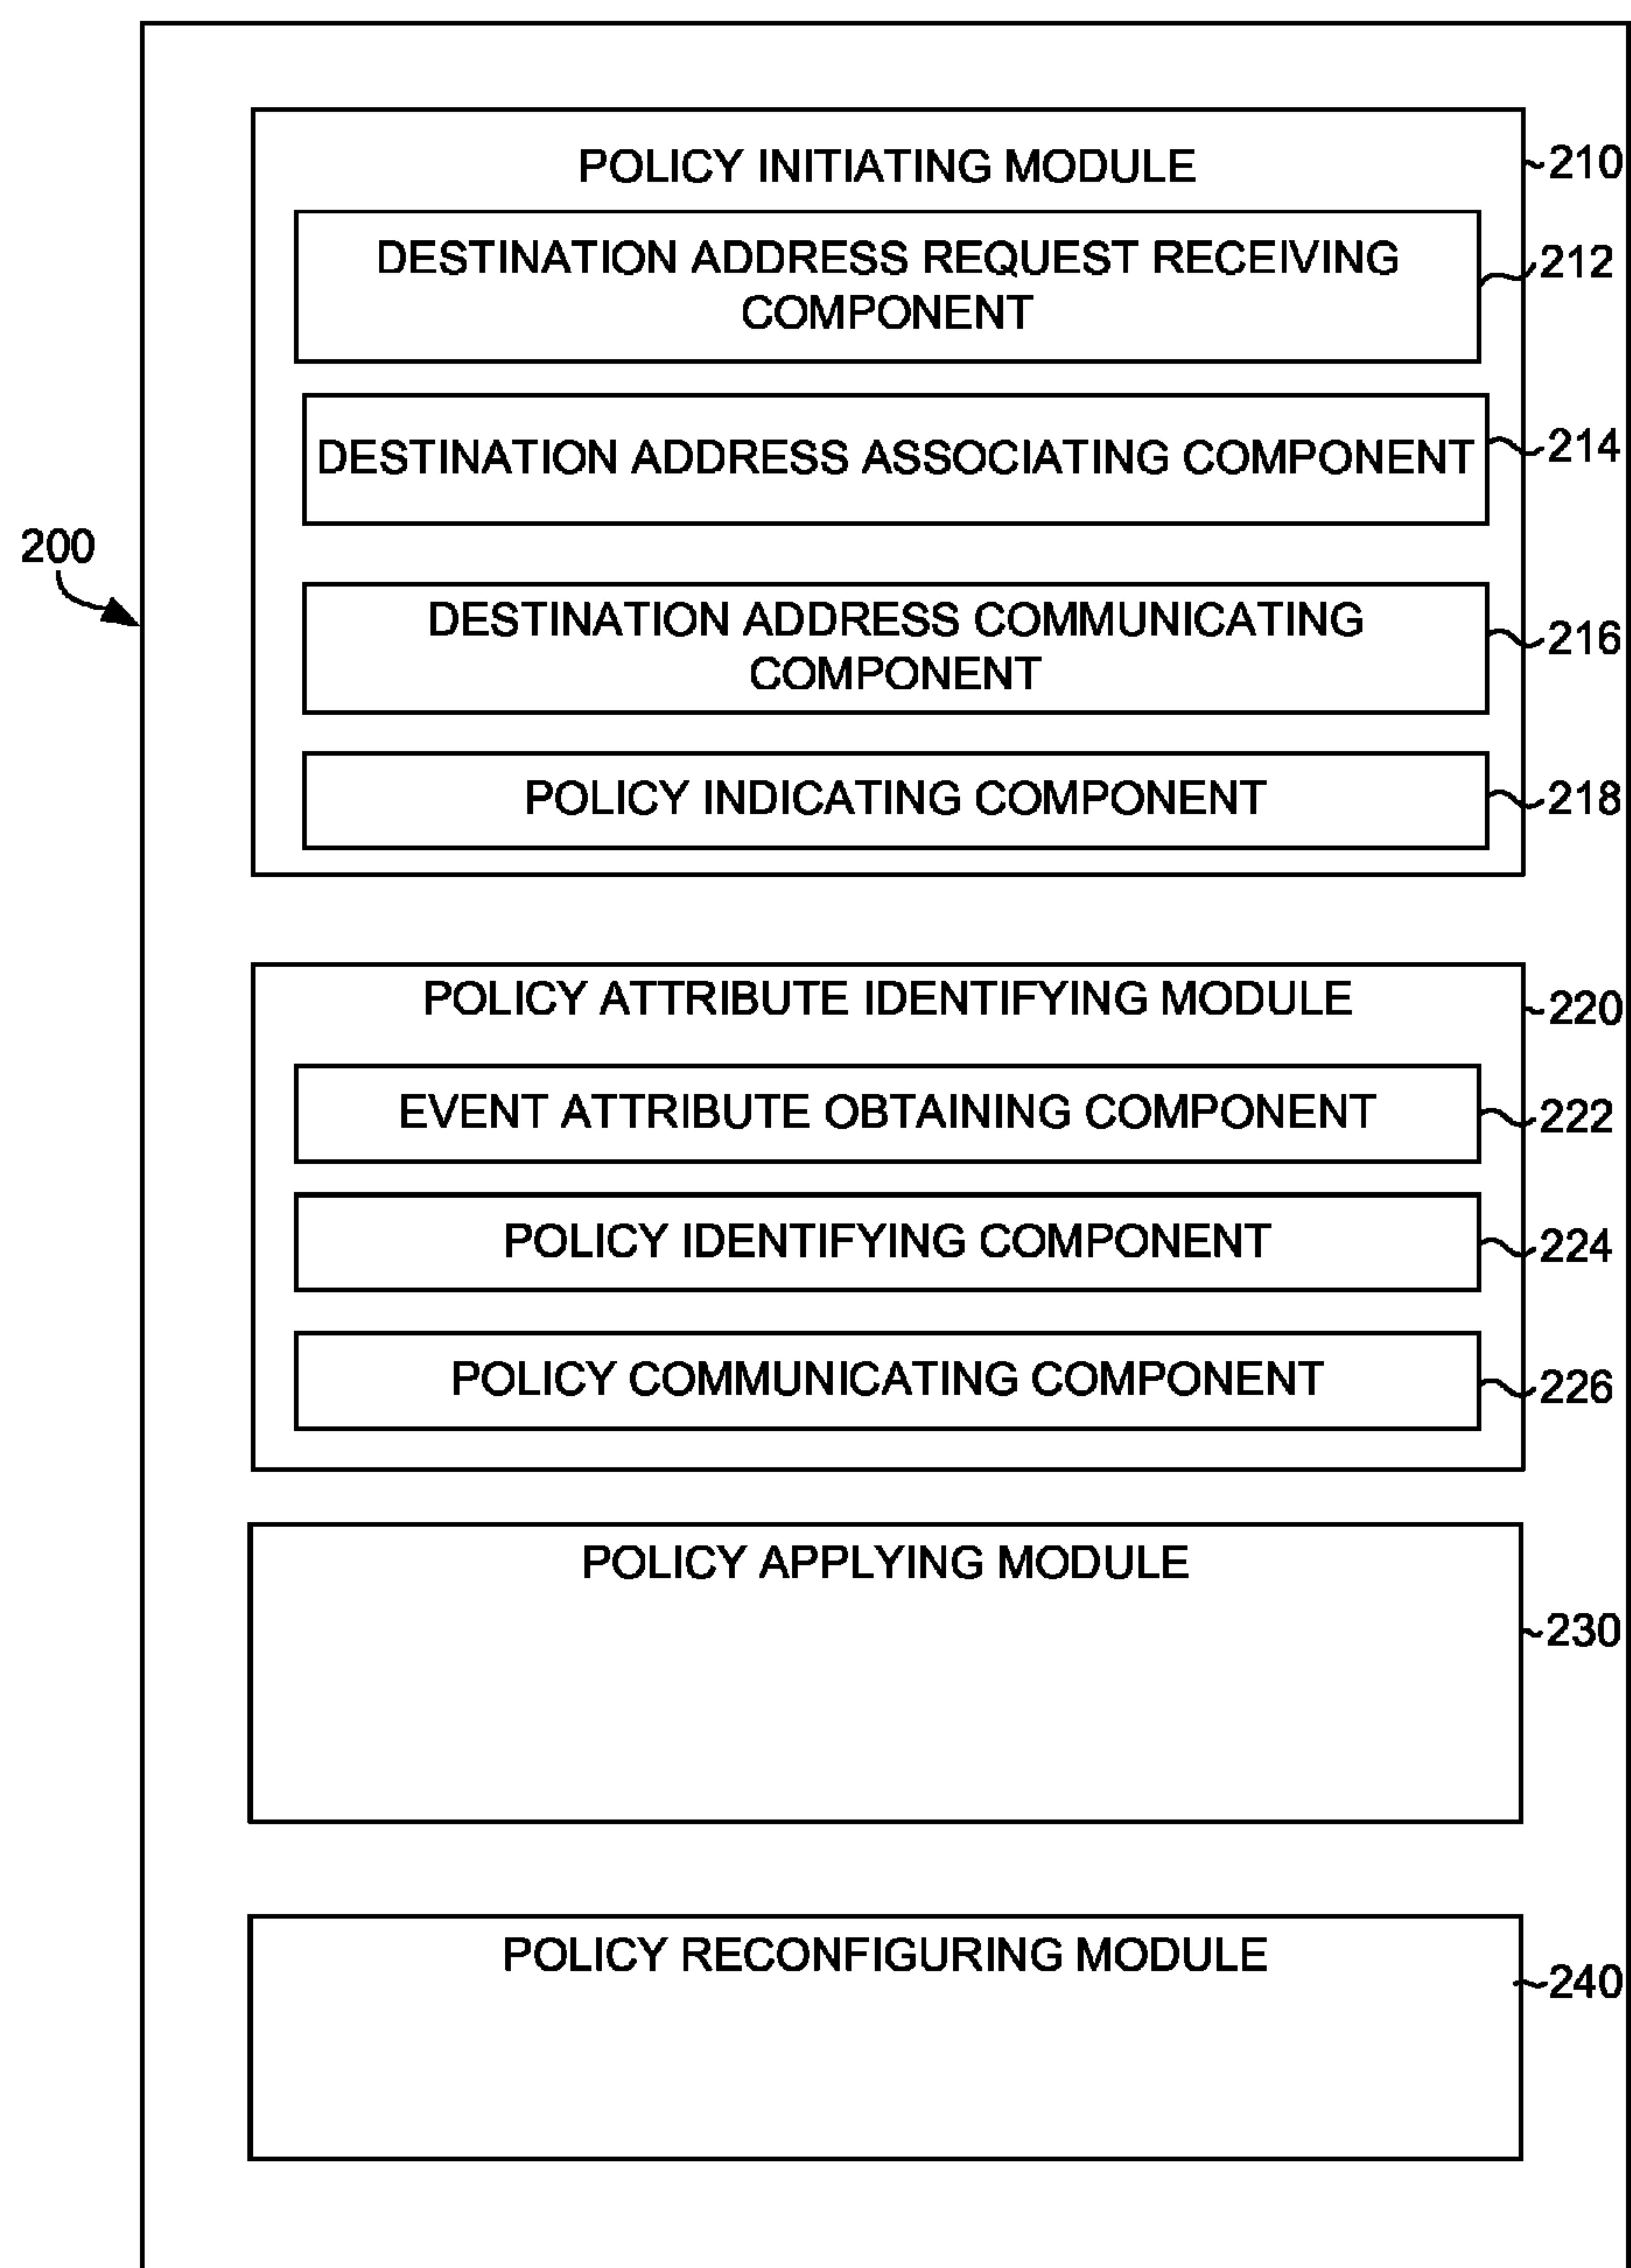 POLICY INITIATING MODULE
210
DESTINATION ADDRESS REQUEST RECEIVING
COMPONENT
212
DESTINATION ADDRESS ASSOCIATING COMPONENT
214
200
DESTINATION ADDRESS COMMUNICATING
COMPONENT
216
POLICY INDICATING COMPONENT
218
POLICY ATTRIBUTE IDENTIFYING MODULE
220
EVENT ATTRIBUTE OBTAINING COMPONENT
222
POLICY IDENTIFYING COMPONENT
224
POLICY COMMUNICATING COMPONENT
226
POLICY APPLYING MODULE
230
POLICY RECONFIGURING MODULE
240